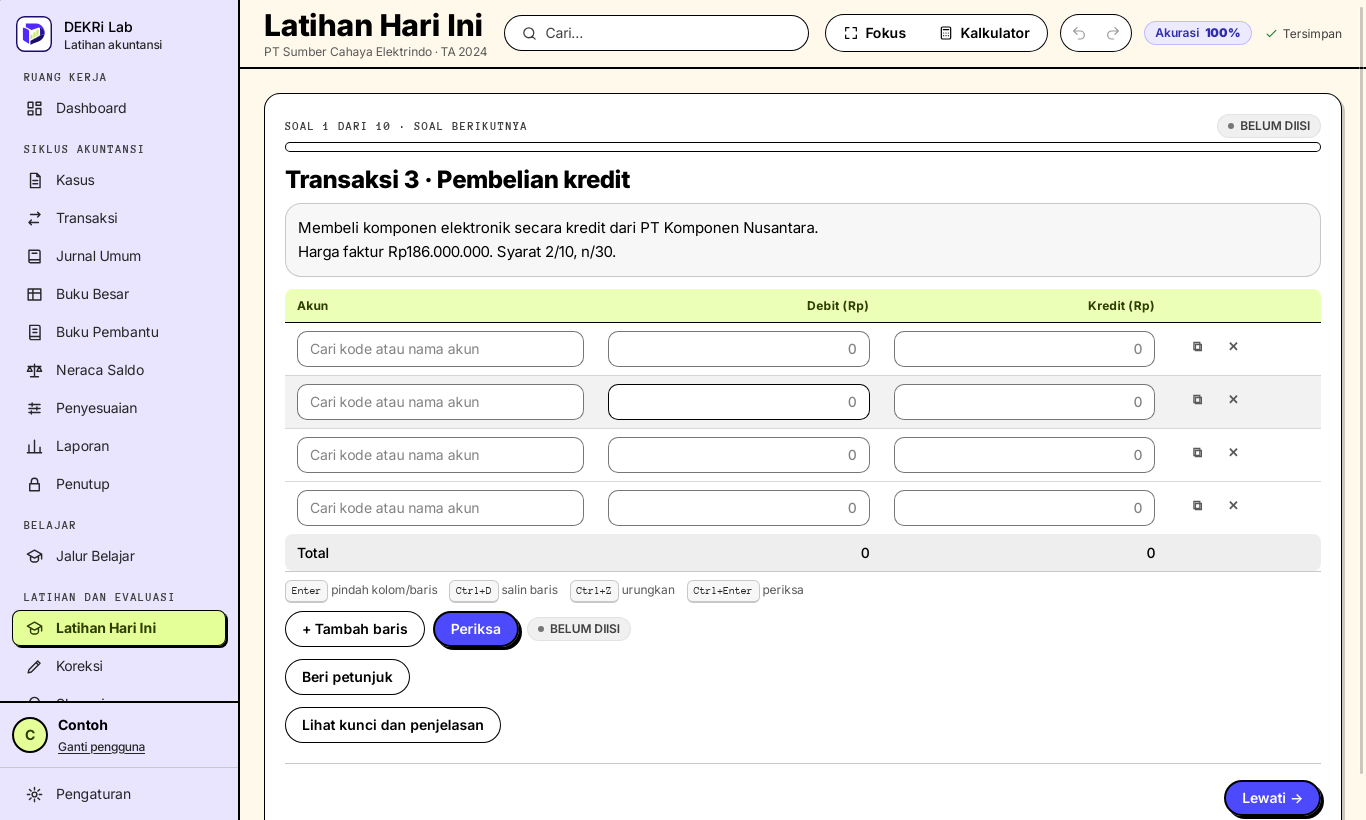 DEKRi Lab
Latihan akuntansi
RUANG KERJA
Dashboard
SIKLUS AKUNTANSI
Kasus
Transaksi
Jurnal Umum
Buku Besar
Buku Pembantu
Neraca Saldo
Penyesuaian
Laporan
Penutup
BELAJAR
Jalur Belajar
LATIHAN DAN EVALUASI
Latihan Hari Ini
Koreksi
C
Contoh
Ganti pengguna
Pengaturan
Latihan Hari Ini
PT Sumber Cahaya Elektrindo · TA 2024
Cari...
Fokus
Kalkulator
Akurasi 100%
Tersimpan
SOAL 1 DARI 10 · SOAL BERIKUTNYA
BELUM DIISI
Transaksi 3 · Pembelian kredit
Membeli komponen elektronik secara kredit dari PT Komponen Nusantara.
Harga faktur Rp186.000.000. Syarat 2/10, n/30.
Akun Debit (Rp) Kredit (Rp)
Cari kode atau nama akun 0 0
Cari kode atau nama akun 0 0
Cari kode atau nama akun 0 0
Cari kode atau nama akun 0 0
Total 0 0
Enter pindah kolom/baris Ctrl+D salin baris Ctrl+Z urungkan Ctrl+Enter periksa
+ Tambah baris Periksa BELUM DIISI
Beri petunjuk
Lihat kunci dan penjelasan
Lewati →